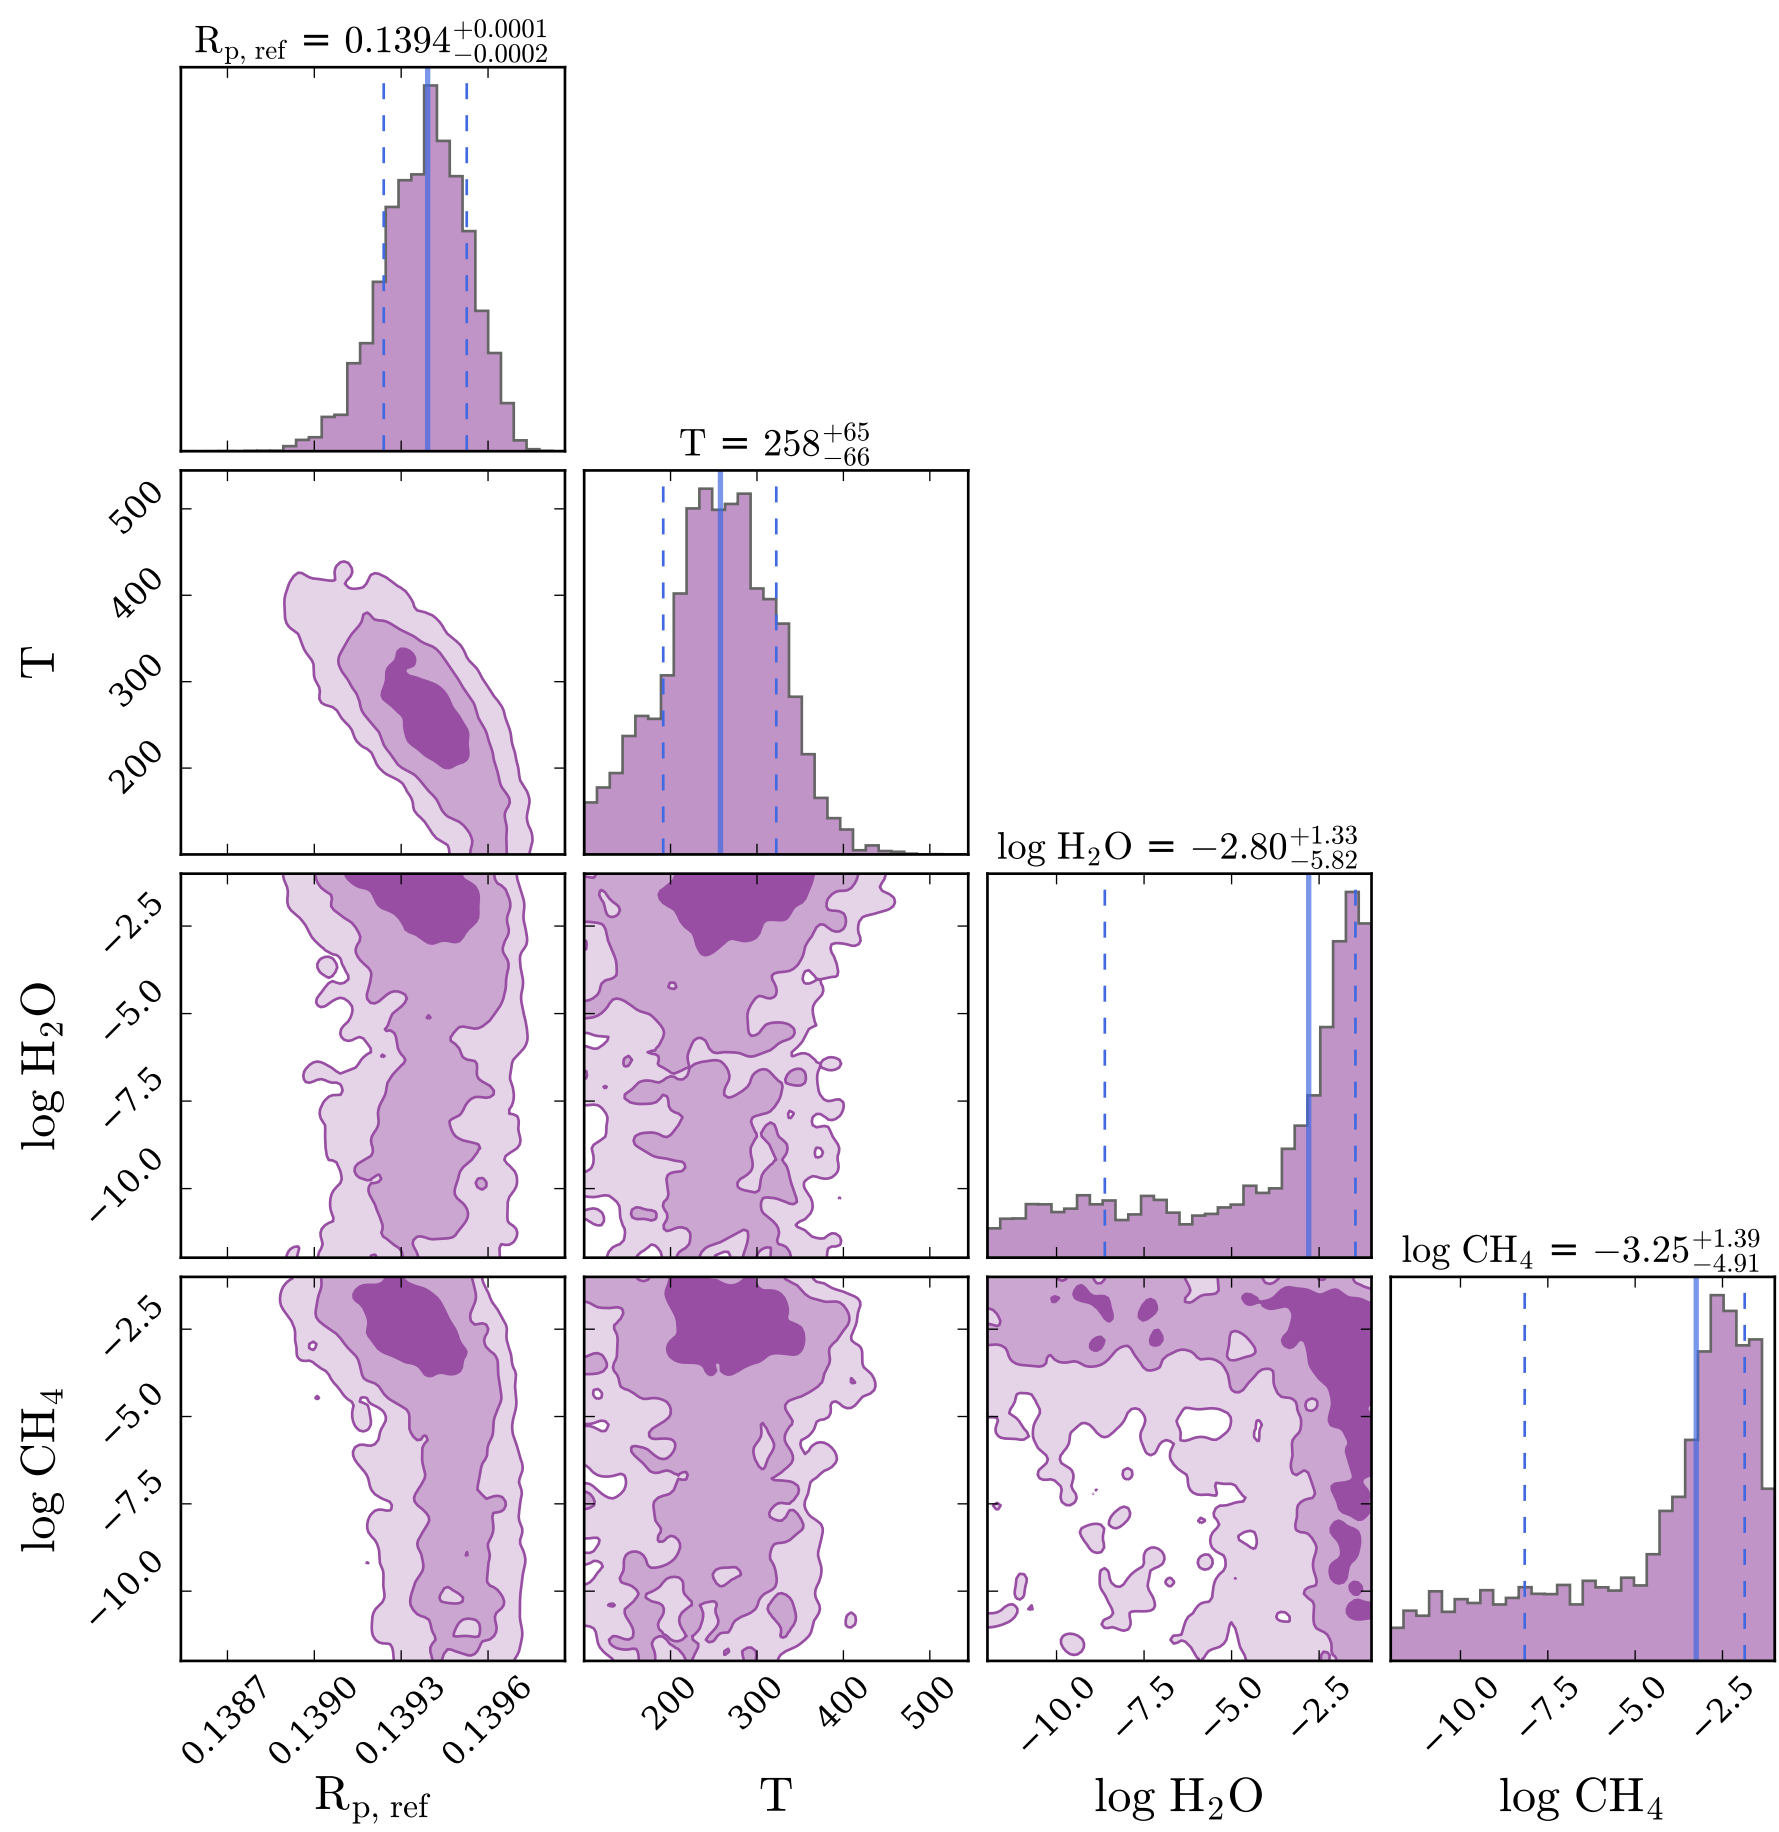 R_p, ref = 0.1394^{+0.0001}_{−0.0002}
T = 258^{+65}_{−66}
500
400
300
200
T
log H₂O = −2.80^{+1.33}_{−5.82}
−2.5
−5.0
−7.5
−10.0
log H₂O
log CH₄ = −3.25^{+1.39}_{−4.91}
−2.5
−5.0
−7.5
−10.0
log CH₄
0.1387 0.1390 0.1393 0.1396
200 300 400 500
−10.0 −7.5 −5.0 −2.5
−10.0 −7.5 −5.0 −2.5
R_p, ref
T
log H₂O
log CH₄